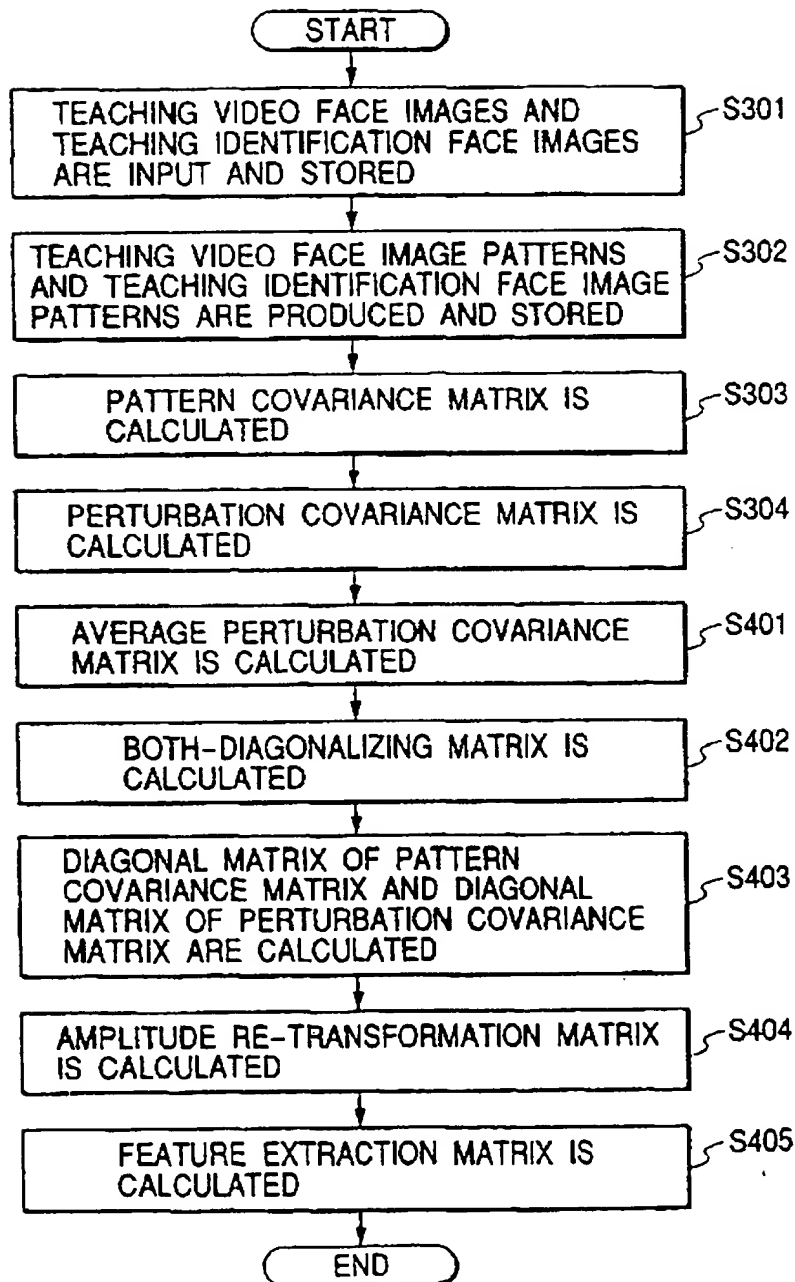 START
TEACHING VIDEO FACE IMAGES AND
TEACHING IDENTIFICATION FACE IMAGES
ARE INPUT AND STORED
S301
TEACHING VIDEO FACE IMAGE PATTERNS
AND TEACHING IDENTIFICATION FACE IMAGE
PATTERNS ARE PRODUCED AND STORED
S302
PATTERN COVARIANCE MATRIX IS
CALCULATED
S303
PERTURBATION COVARIANCE MATRIX IS
CALCULATED
S304
AVERAGE PERTURBATION COVARIANCE
MATRIX IS CALCULATED
S401
BOTH-DIAGONALIZING MATRIX IS
CALCULATED
S402
DIAGONAL MATRIX OF PATTERN
COVARIANCE MATRIX AND DIAGONAL
MATRIX OF PERTURBATION COVARIANCE
MATRIX ARE CALCULATED
S403
AMPLITUDE RE-TRANSFORMATION MATRIX
IS CALCULATED
S404
FEATURE EXTRACTION MATRIX IS
CALCULATED
S405
END